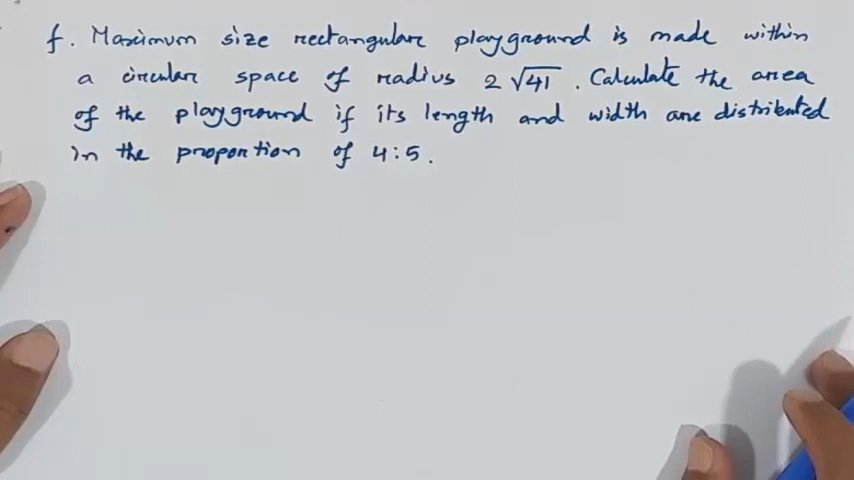 f. Maximum size rectangular playground is made within
a circular space of radius 2 √41 . Calculate the area
of the playground if its length and width are distributed
in the proportion of 4:5.